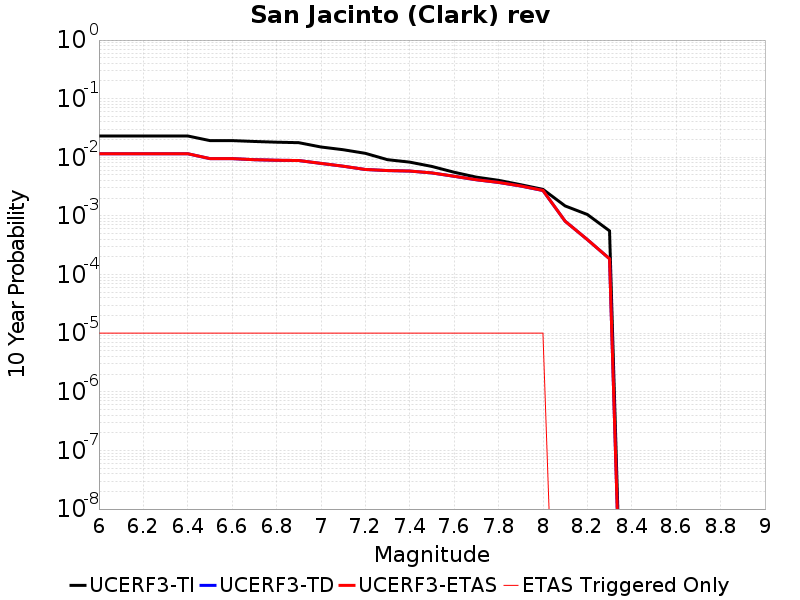 San Jacinto (Clark) rev
10 Year Probability
10^0
10^-1
10^-2
10^-3
10^-4
10^-5
10^-6
10^-7
10^-8
6 6.2 6.4 6.6 6.8 7 7.2 7.4 7.6 7.8 8 8.2 8.4 8.6 8.8 9
Magnitude
UCERF3-TI UCERF3-TD UCERF3-ETAS ETAS Triggered Only